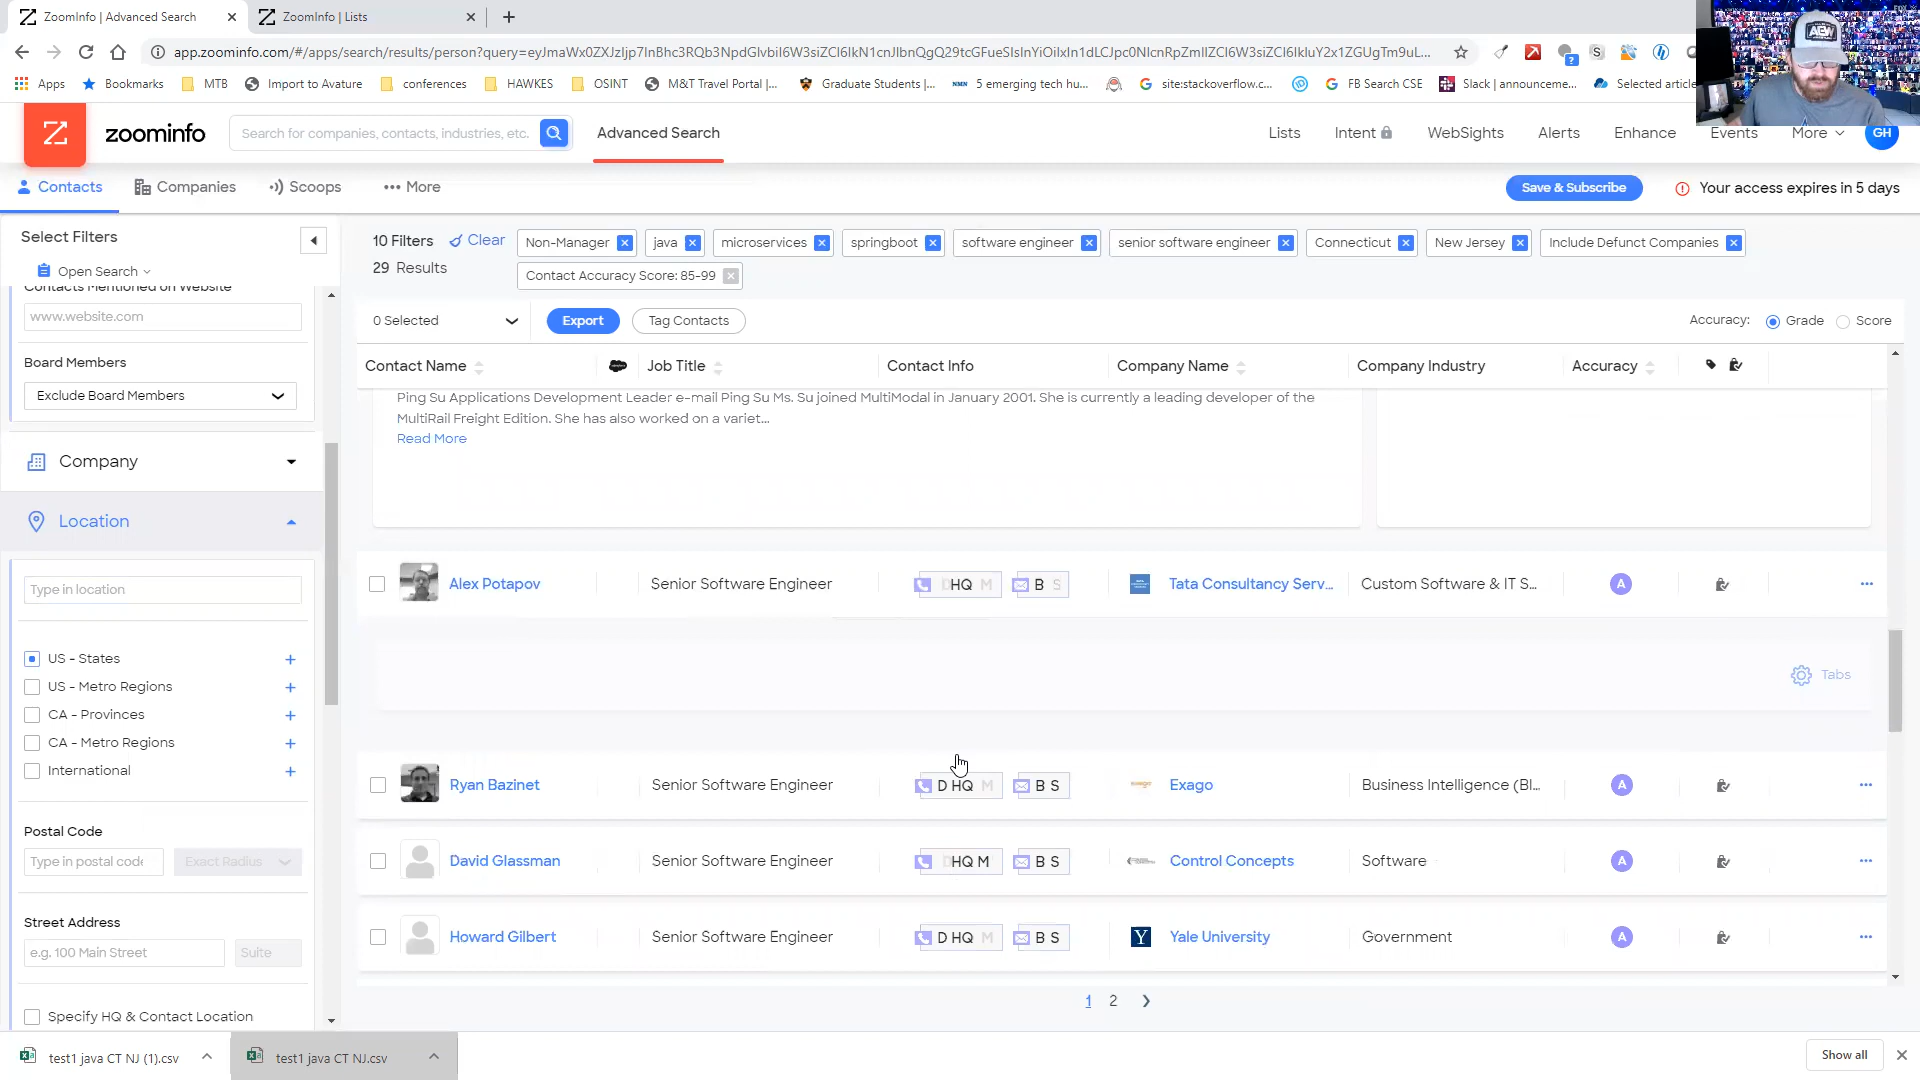 ZoomInfo | Advanced Search
ZoomInfo | Lists
app.zoominfo.com/#/apps/search/results/person?query=
Apps
Bookmarks
MTB
Import to Avature
conferences
HAWKES
OSINT
M&T Travel Portal |...
Graduate Students |...
5 emerging tech hu...
site:stackoverflow.c...
FB Search CSE
Slack | announceme...
Selected article
zoominfo
Search for companies, contacts, industries, etc.
Advanced Search
Lists
Intent
WebSights
Alerts
Enhance
Events
More
GH
Contacts
Companies
Scoops
••• More
Save & Subscribe
Your access expires in 5 days
Select Filters
Open Search
Contacts Mentioned on Website
www.website.com
Board Members
Exclude Board Members
Company
Location
Type in location
US - States +
US - Metro Regions +
CA - Provinces +
CA - Metro Regions +
International +
Postal Code
Type in postal code
Exact Radius
Street Address
e.g. 100 Main Street
Suite
Specify HQ & Contact Location
10 Filters
Clear
29 Results
Non-Manager
java
microservices
springboot
software engineer
senior software engineer
Connecticut
New Jersey
Include Defunct Companies
Contact Accuracy Score: 85-99
0 Selected
Export
Tag Contacts
Accuracy: Grade Score
Contact Name
Job Title
Contact Info
Company Name
Company Industry
Accuracy
Ping Su Applications Development Leader e-mail Ping Su Ms. Su joined MultiModal in January 2001. She is currently a leading developer of the
MultiRail Freight Edition. She has also worked on a variet...
Read More
Alex Potapov Senior Software Engineer D HQ M B S Tata Consultancy Serv... Custom Software & IT S... A •••
Tabs
Ryan Bazinet Senior Software Engineer D HQ M B S Exago Business Intelligence (BI... A •••
David Glassman Senior Software Engineer D HQ M B S Control Concepts Software A •••
Howard Gilbert Senior Software Engineer D HQ M B S Y Yale University Government A •••
1 2
test1 java CT NJ (1).csv
test1 java CT NJ.csv
Show all